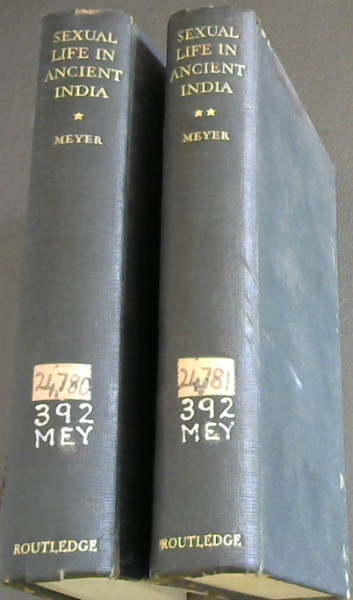 SEXUAL
LIFE IN
ANCIENT
INDIA
★
MEYER
24,780
392
MEY
ROUTLEDGE
SEXUAL
LIFE IN
ANCIENT
INDIA
★★
MEYER
24,781
392
MEY
ROUTLEDGE